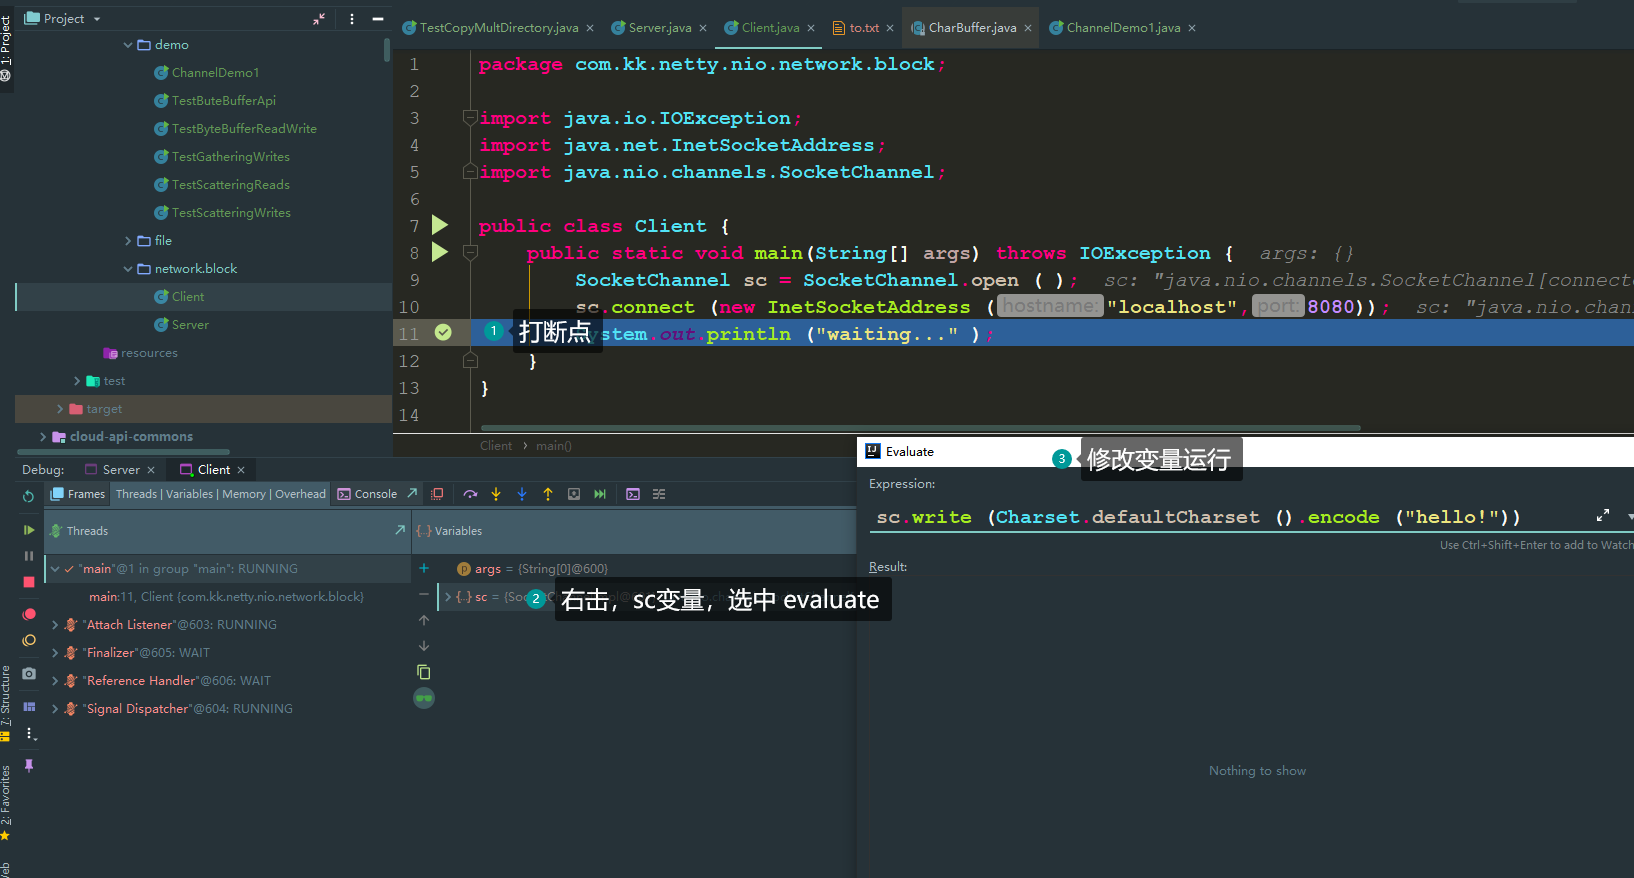 Project
TestCopyMultDirectory.java
Server.java
Client.java
to.txt
CharBuffer.java
ChannelDemo1.java
1: Project
demo
ChannelDemo1
TestButeBufferApi
TestByteBufferReadWrite
TestGatheringWrites
TestScatteringReads
TestScatteringWrites
file
network.block
Client
Server
resources
test
target
cloud-api-commons
1 package com.kk.netty.nio.network.block;
2
3 import java.io.IOException;
4 import java.net.InetSocketAddress;
5 import java.nio.channels.SocketChannel;
6
7 public class Client {
8 public static void main(String[] args) throws IOException { args: {}
9 SocketChannel sc = SocketChannel.open ( ); sc: "java.nio.channels.SocketChannel[connecte
10 sc.connect (new InetSocketAddress ( hostname: "localhost", port: 8080)); sc: "java.nio.chan
11 1 打断点 ystem.out.println ("waiting..." );
12 }
13 }
14
Client > main()
Debug: Server Client
Frames Threads | Variables | Memory | Overhead Console
Threads
"main"@1 in group "main": RUNNING
main:11, Client {com.kk.netty.nio.network.block}
"Attach Listener"@603: RUNNING
"Finalizer"@605: WAIT
"Reference Handler"@606: WAIT
"Signal Dispatcher"@604: RUNNING
Variables
args = {String[0]@600}
sc = {So
2 右击，sc变量，选中 evaluate
Evaluate
3 修改变量运行
Expression:
sc.write (Charset.defaultCharset ().encode ("hello!"))
Use Ctrl+Shift+Enter to add to Watch
Result:
Nothing to show
7: Structure
2: Favorites